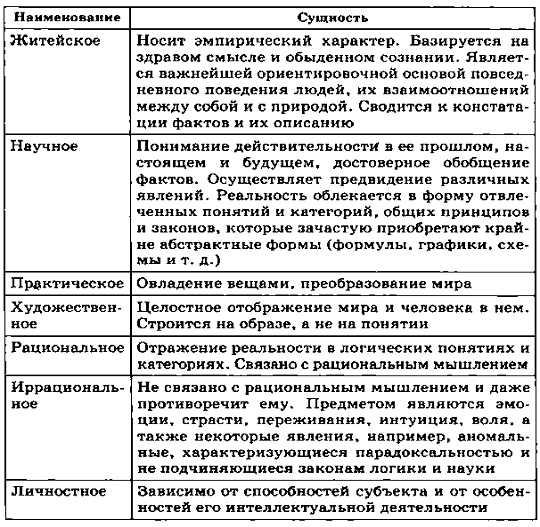 Наименование Сущность
Житейское Носит эмпирический характер. Базируется на
здравом смысле и обыденном сознании. Являет-
ся важнейшей ориентировочной основой повсед-
невного поведения людей, их взаимоотношений
между собой и с природой. Сводится к констата-
ции фактов и их описанию
Научное Понимание действительности в ее прошлом, на-
стоящем и будущем, достоверное обобщение
фактов. Осуществляет предвидение различных
явлений. Реальность облекается в форму отвле-
ченных понятий и категорий, общих принципов
и законов, которые зачастую приобретают край-
не абстрактные формы (формулы, графики, схе-
мы и т. д.)
Практическое Овладение вещами, преобразование мира
Художествен- Целостное отображение мира и человека в нем.
ное Строится на образе, а не на понятии
Рациональное Отражение реальности в логических понятиях и
категориях. Связано с рациональным мышлением
Иррациональ- Не связано с рациональным мышлением и даже
ное противоречит ему. Предметом являются эмо-
ции, страсти, переживания, интуиция, воля, а
также некоторые явления, например, аномаль-
ные, характеризующиеся парадоксальностью и
не подчиняющиеся законам логики и науки
Личностное Зависимо от способностей субъекта и от особен-
ностей его интеллектуальной деятельности